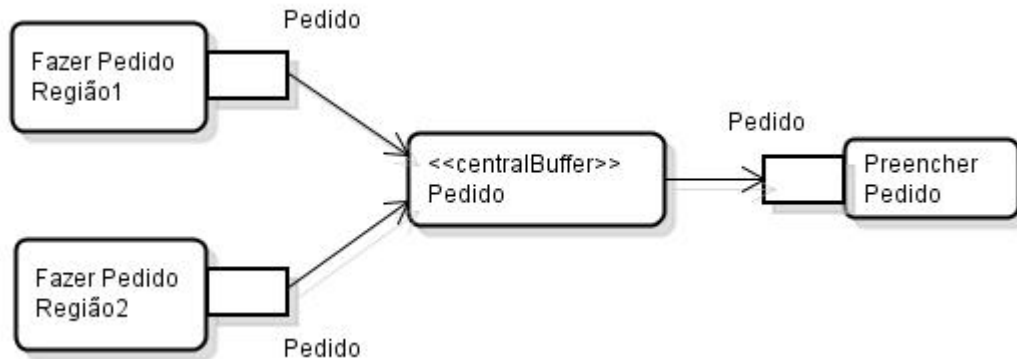 Pedido
Fazer Pedido
Região1
Pedido
<<centralBuffer>>
Pedido
Preencher
Pedido
Fazer Pedido
Região2
Pedido